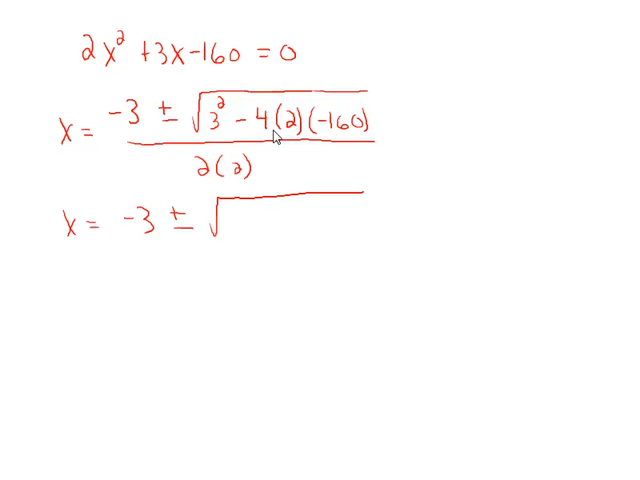 2x² + 3x - 160 = 0
x = -3 ± √3² - 4(2)(-160)
2(2)
x = -3 ± √